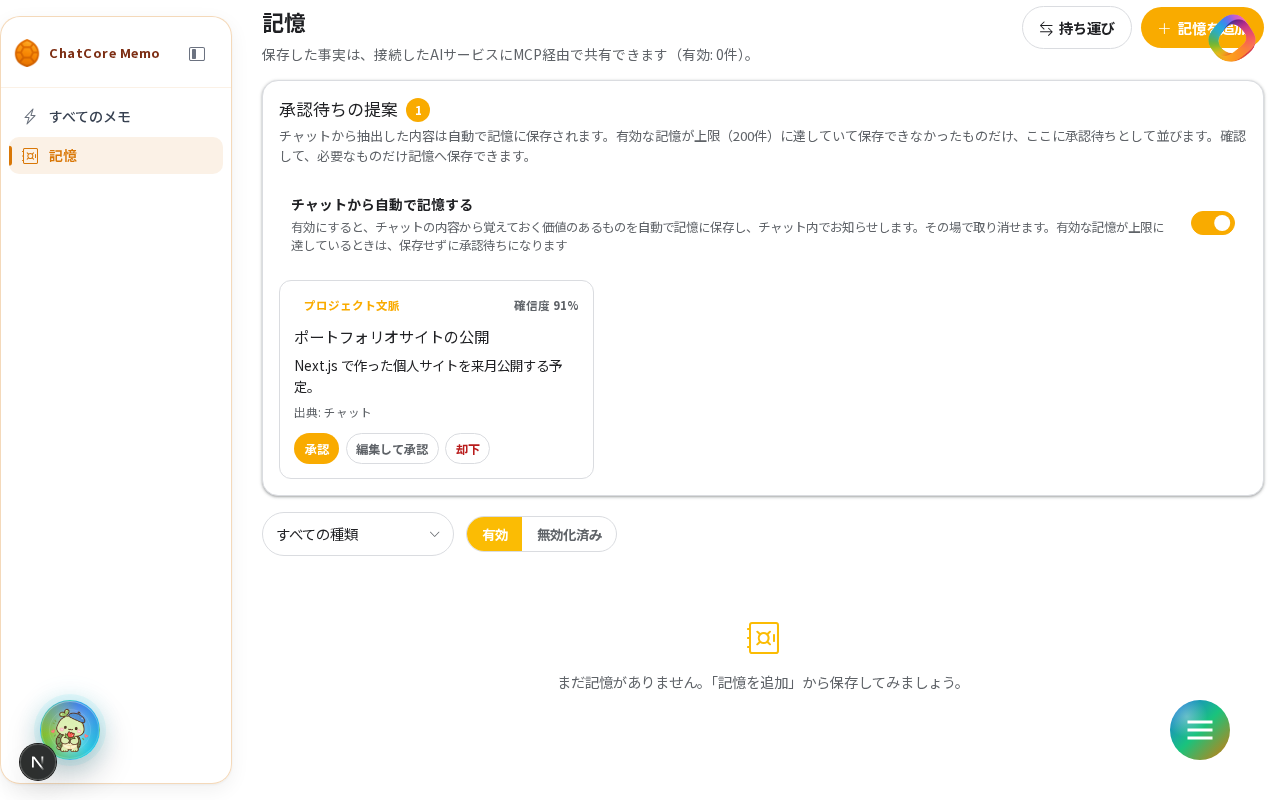 ChatCore Memo
すべてのメモ
記憶
記憶
保存した事実は、接続したAIサービスにMCP経由で共有できます（有効: 0件）。
持ち運び
記憶を追加
承認待ちの提案 1
チャットから抽出した内容は自動で記憶に保存されます。有効な記憶が上限（200件）に達していて保存できなかったものだけ、ここに承認待ちとして並びます。確認
して、必要なものだけ記憶へ保存できます。
チャットから自動で記憶する
有効にすると、チャットの内容から覚えておく価値のあるものを自動で記憶に保存し、チャット内でお知らせします。その場で取り消せます。有効な記憶が上限に
達しているときは、保存せずに承認待ちになります
プロジェクト文脈
確信度 91%
ポートフォリオサイトの公開
Next.js で作った個人サイトを来月公開する予
定。
出典: チャット
承認
編集して承認
却下
すべての種類
有効
無効化済み
まだ記憶がありません。「記憶を追加」から保存してみましょう。
N